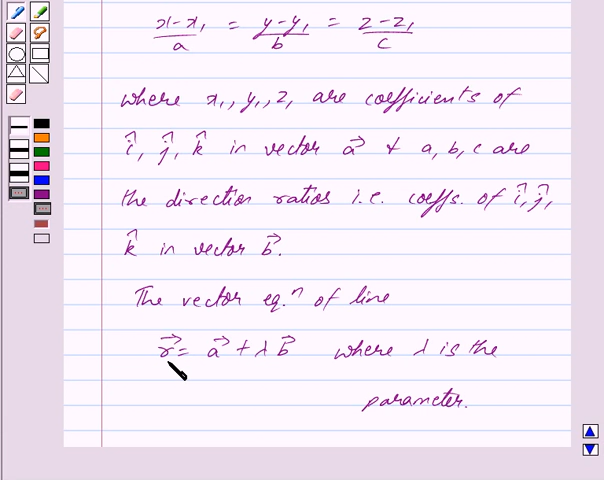 x-x₁/a = y-y₁/b = z-z₁/c
where x₁, y₁, z₁ are coefficients of
î, ĵ, k̂ in vector a⃗ & a, b, c are
the direction ratios i.e. coeffs. of î, ĵ,
k̂ in vector b⃗.
The vector eq.ⁿ of line
r⃗ = a⃗ + λ b⃗ where λ is the
parameter.